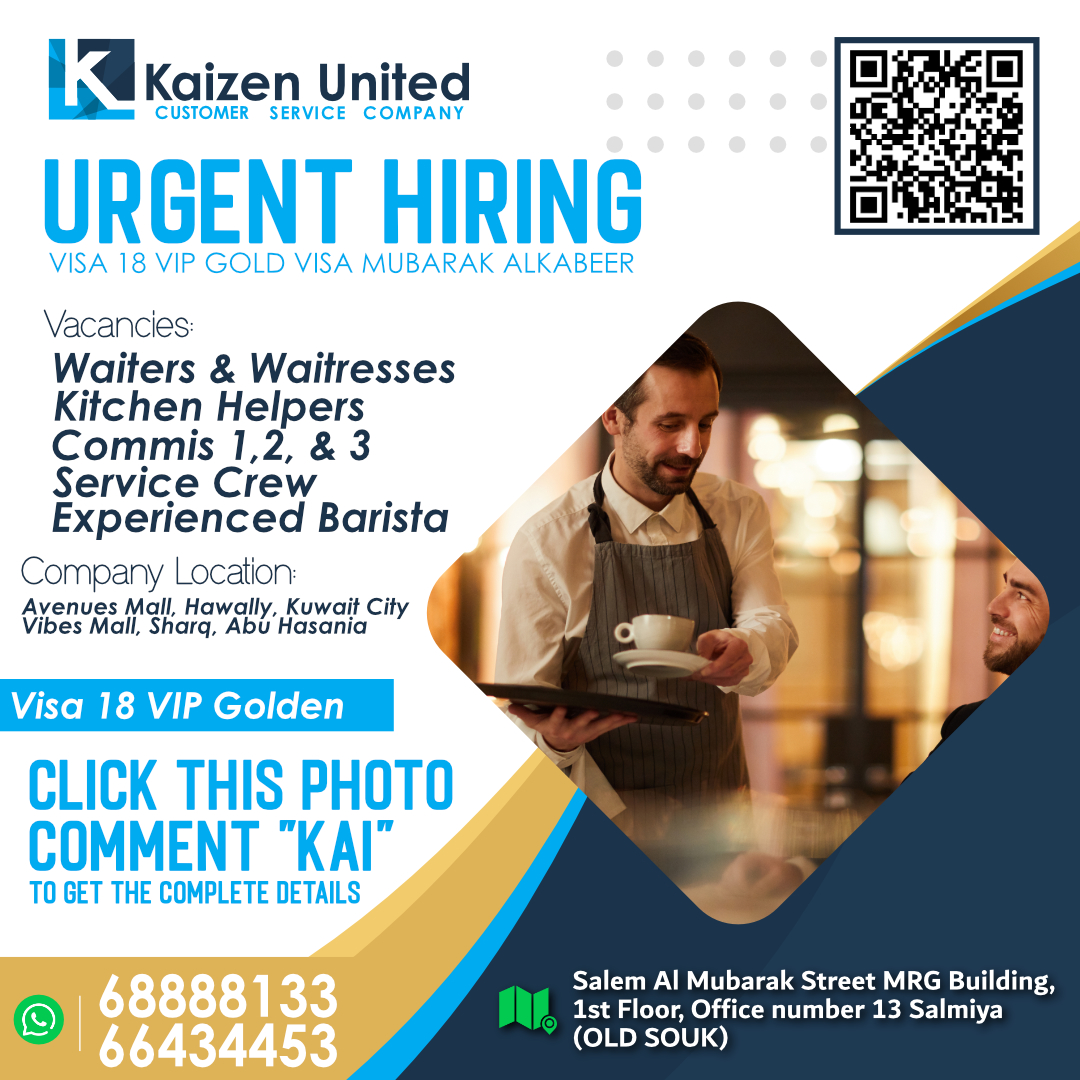 Kaizen United
CUSTOMER SERVICE COMPANY
URGENT HIRING
VISA 18 VIP GOLD VISA MUBARAK ALKABEER
Vacancies:
Waiters & Waitresses
Kitchen Helpers
Commis 1,2, & 3
Service Crew
Experienced Barista
Company Location:
Avenues Mall, Hawally, Kuwait City
Vibes Mall, Sharq, Abu Hasania
Visa 18 VIP Golden
CLICK THIS PHOTO
COMMENT "KAI"
TO GET THE COMPLETE DETAILS
68888133
66434453
Salem Al Mubarak Street MRG Building,
1st Floor, Office number 13 Salmiya
(OLD SOUK)